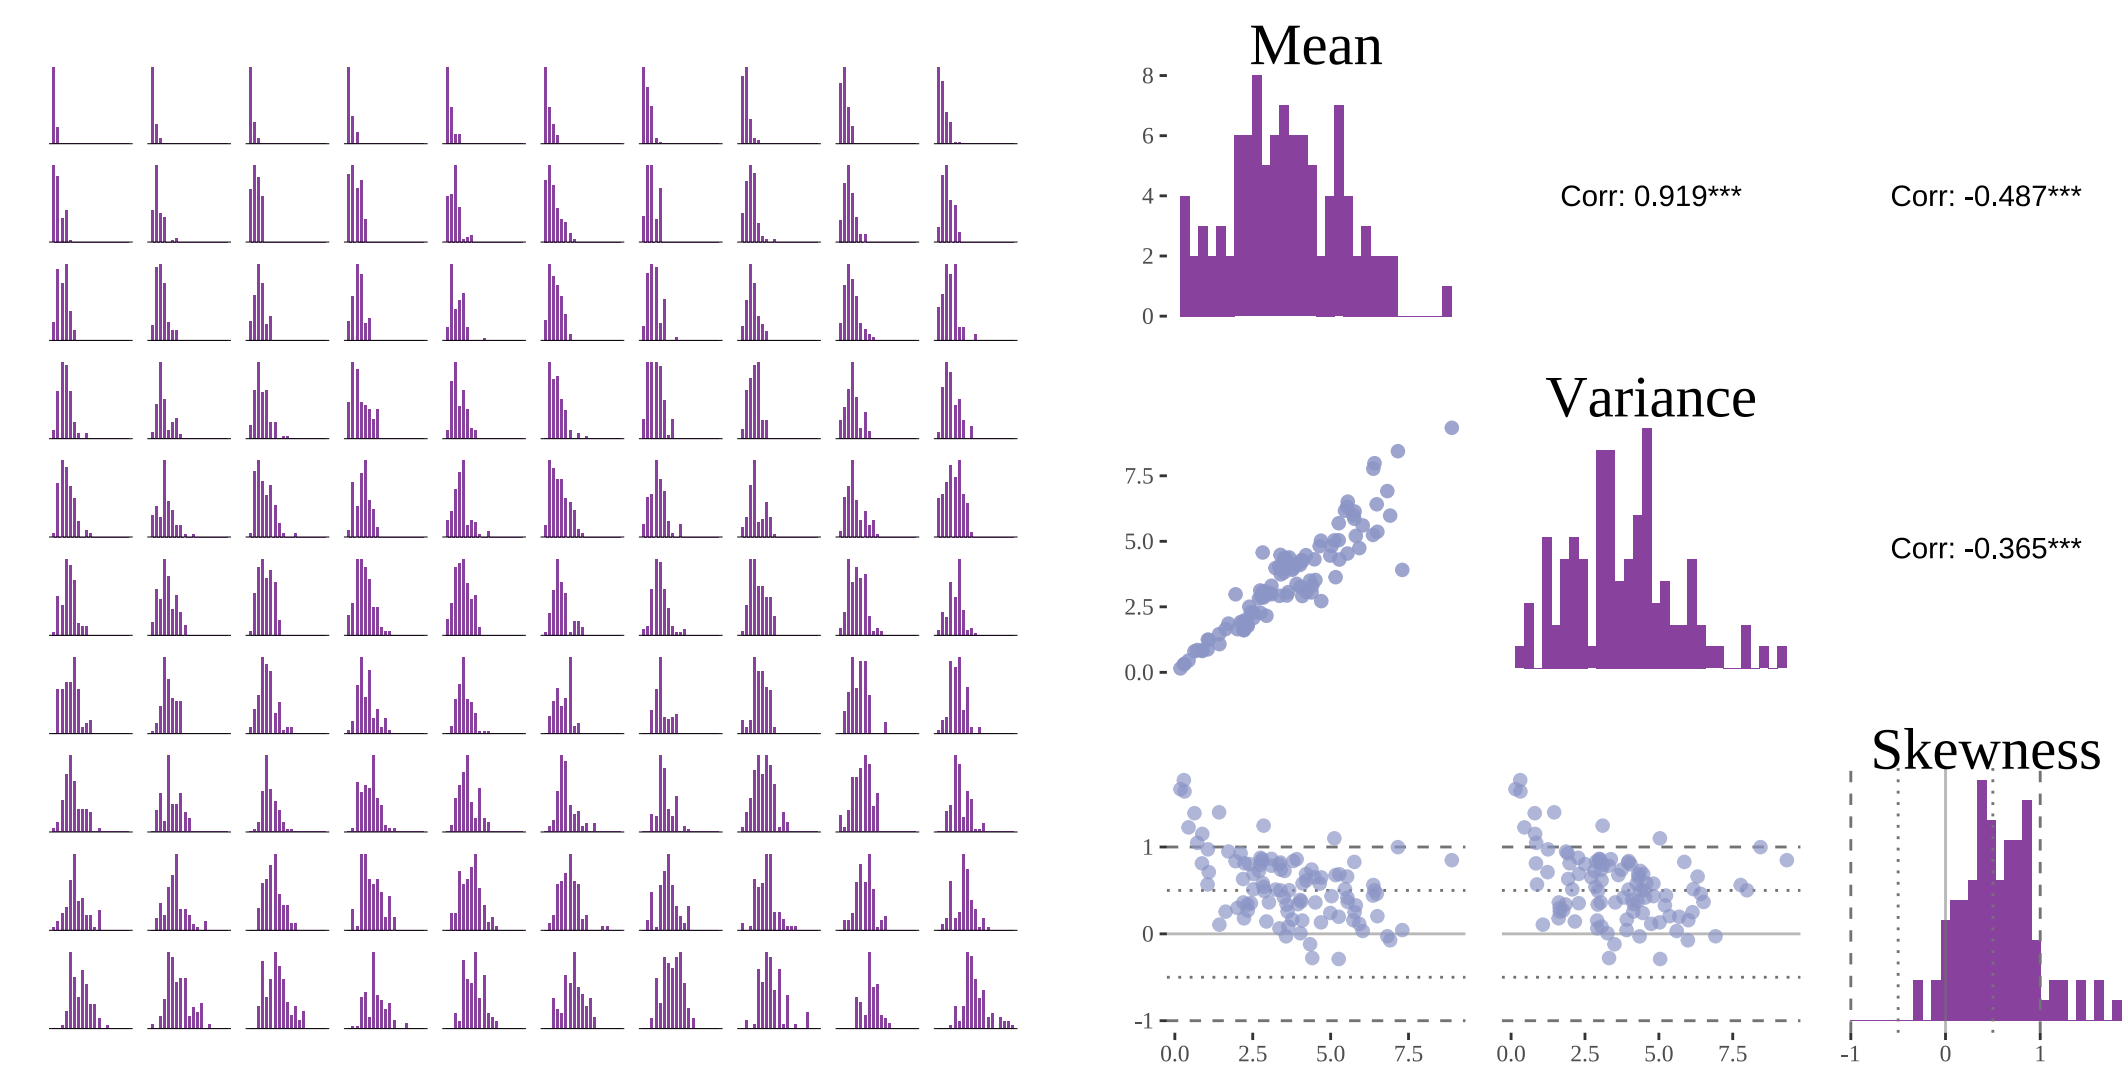 Mean
8
6
4
2
0
Corr: 0.919***
Corr: -0.487***
Variance
7.5
5.0
2.5
0.0
Corr: -0.365***
Skewness
1
0
-1
0.0 2.5 5.0 7.5
0.0 2.5 5.0 7.5
-1 0 1